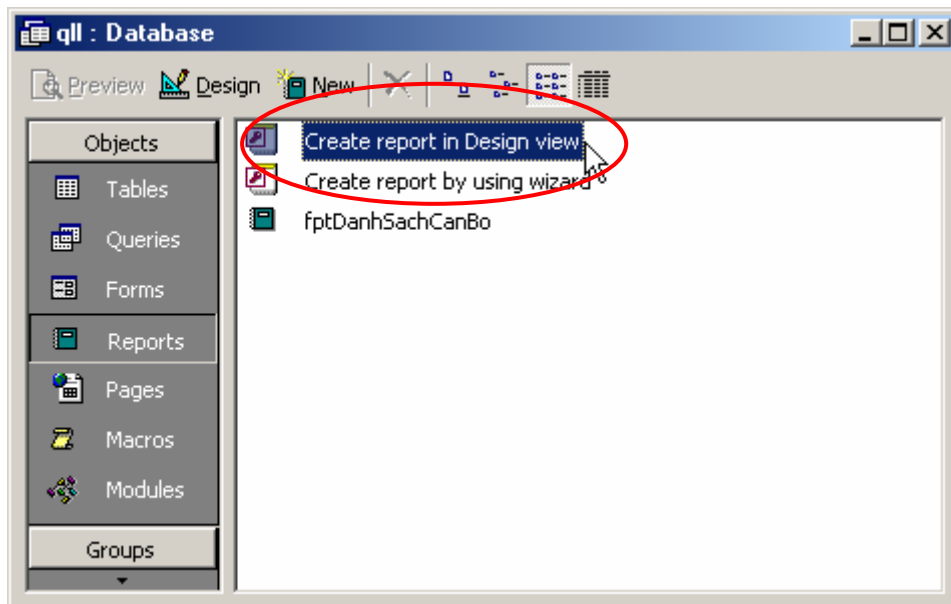 qll : Database
Preview Design New
Objects
Tables
Queries
Forms
Reports
Pages
Macros
Modules
Groups
Create report in Design view
Create report by using wizard
fptDanhSachCanBo